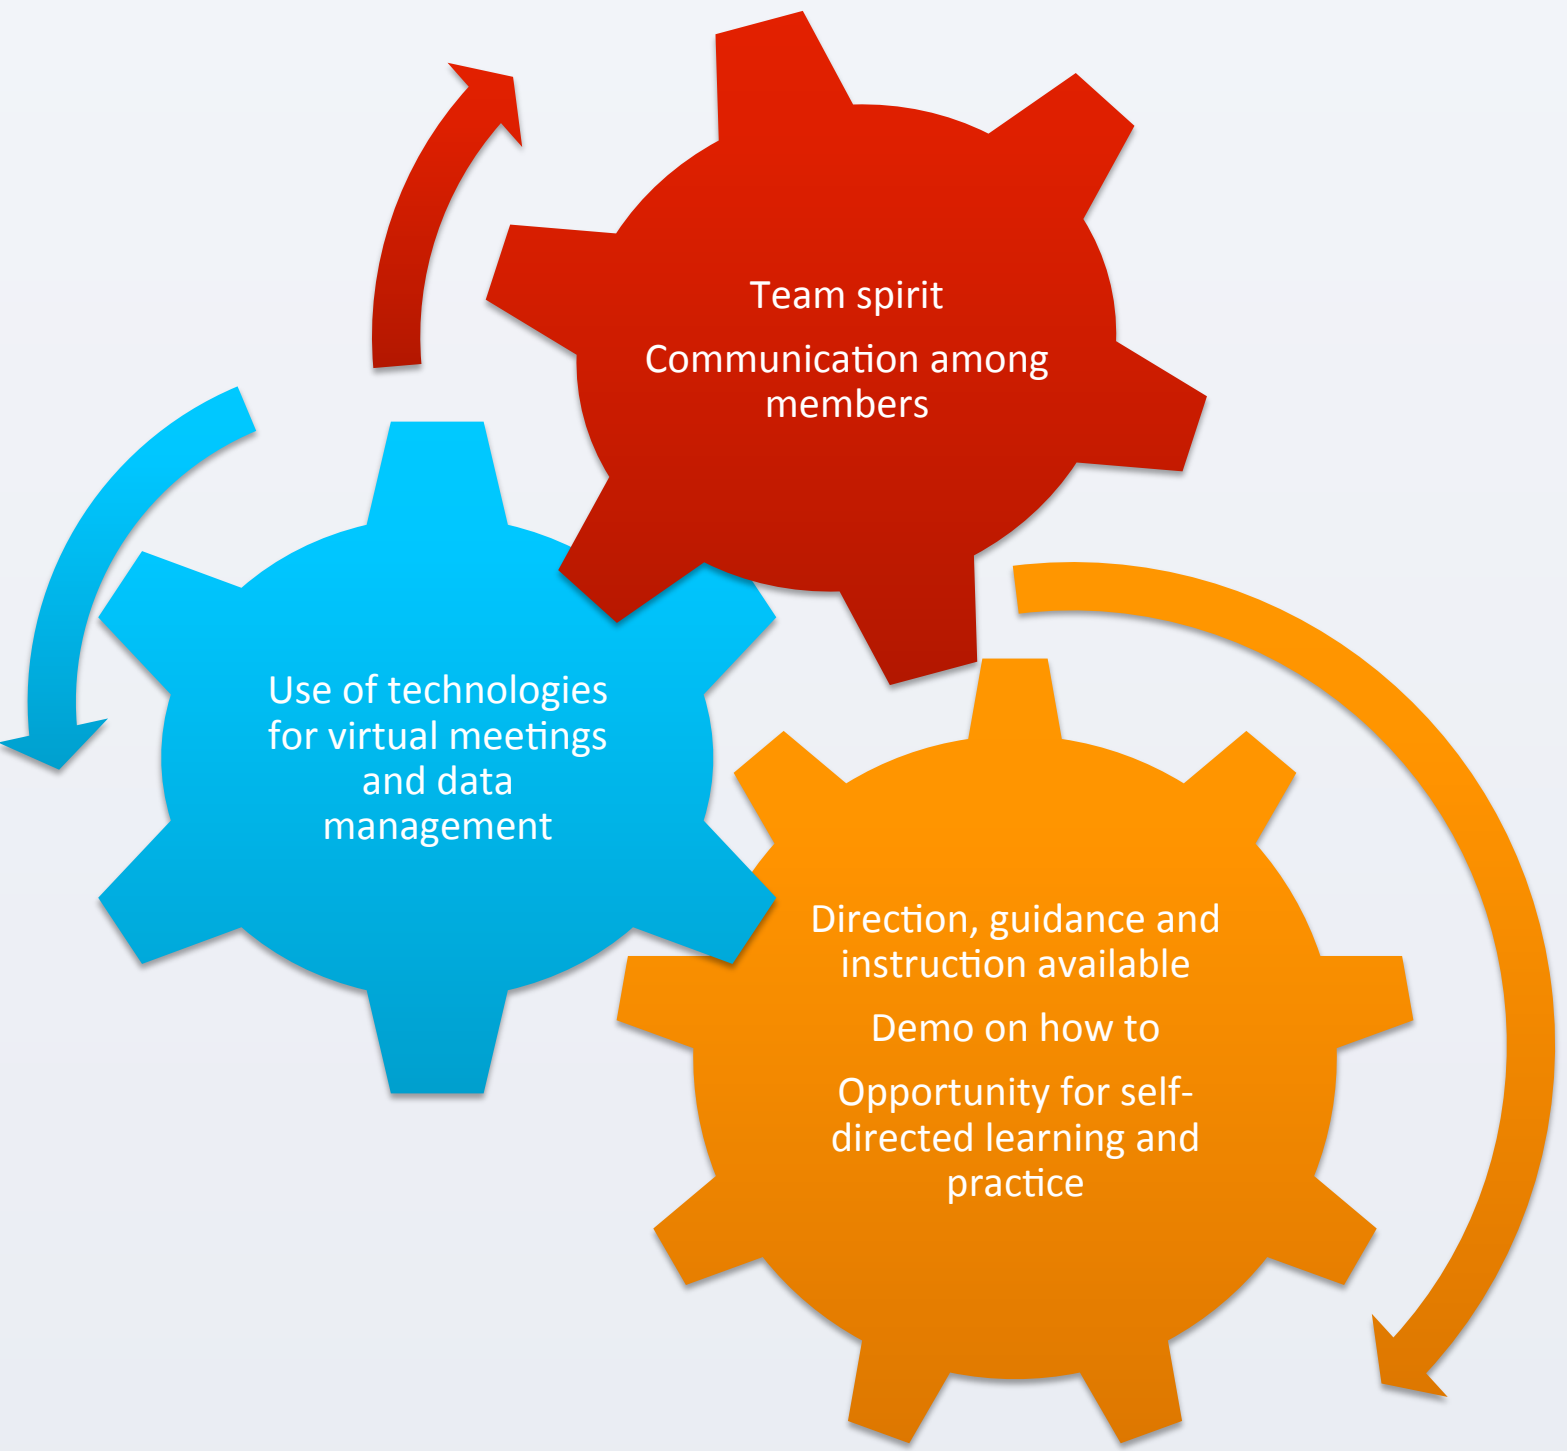 Team spirit
Communication among
members
Use of technologies
for virtual meetings
and data
management
Direction, guidance and
instruction available
Demo on how to
Opportunity for self-
directed learning and
practice